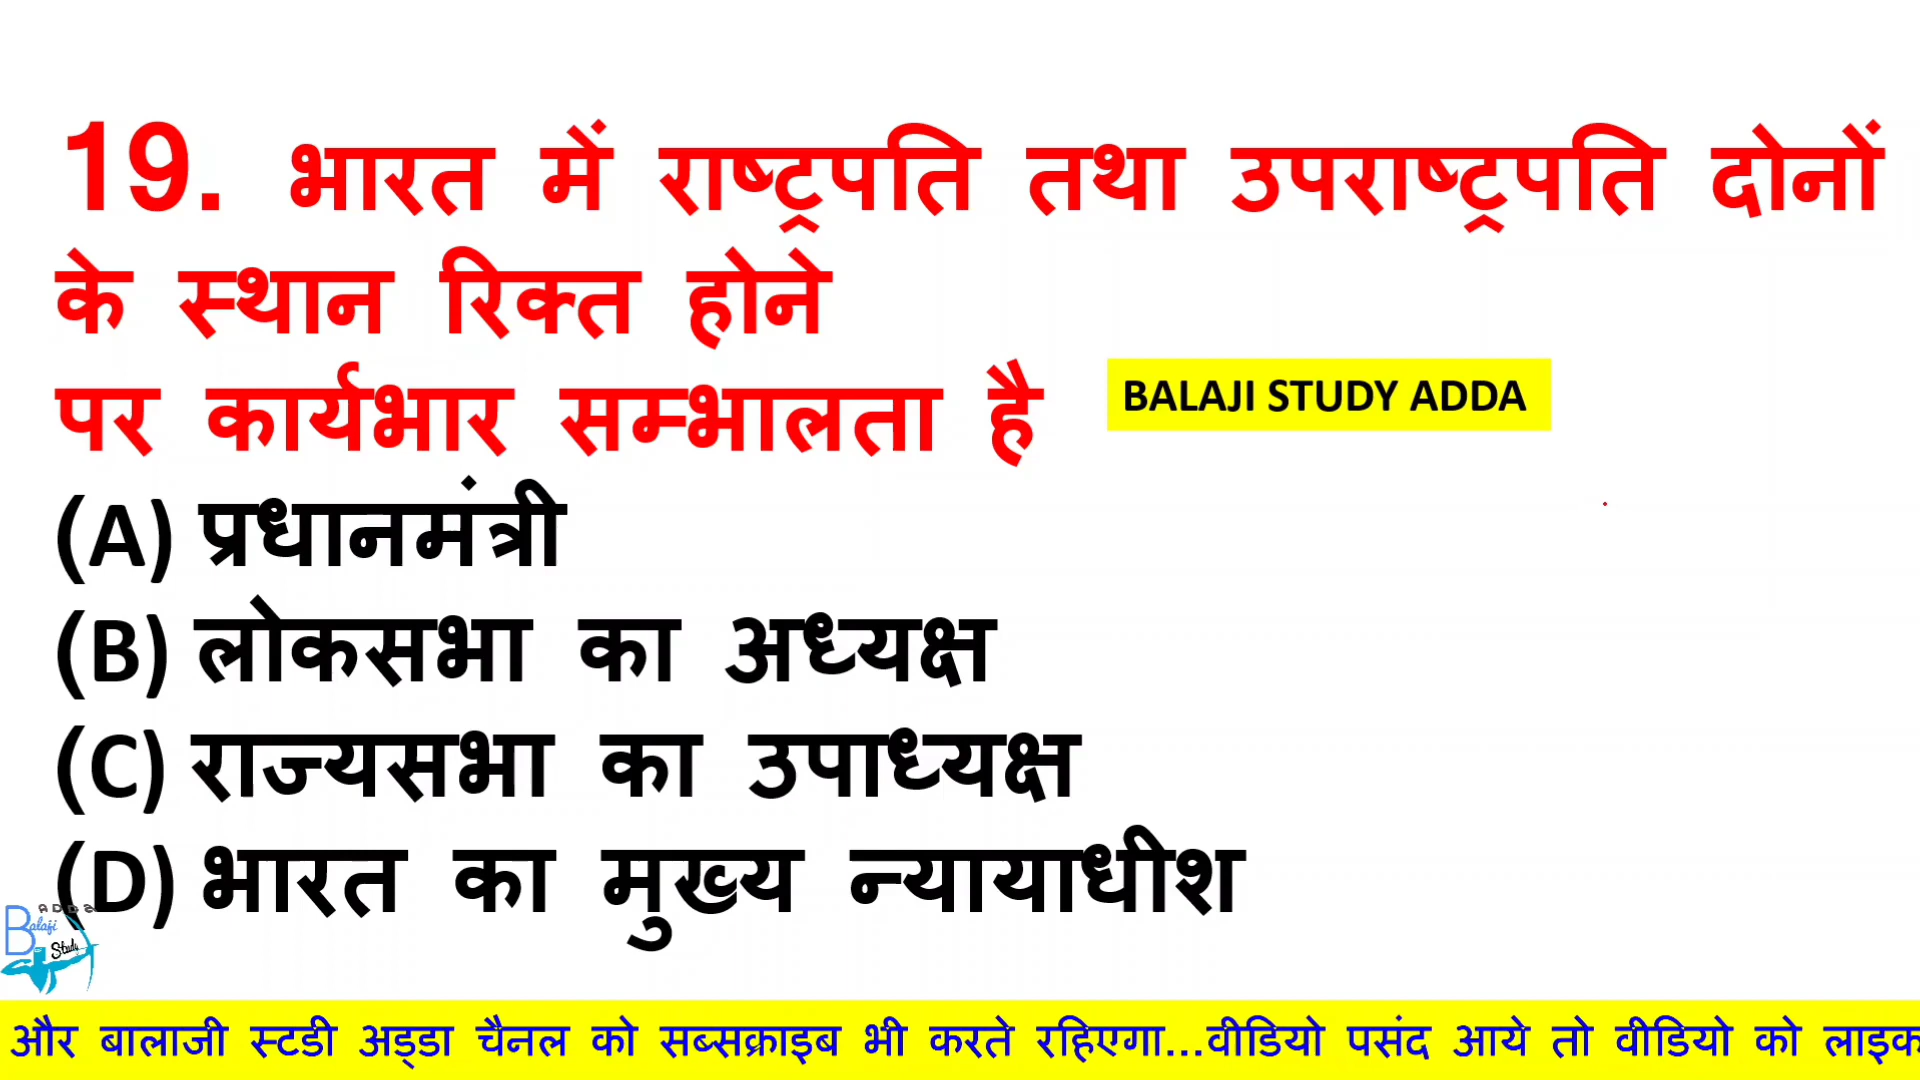 19. भारत में राष्ट्रपति तथा उपराष्ट्रपति दोनों
के स्थान रिक्त होने
पर कार्यभार सम्भालता है
BALAJI STUDY ADDA
(A) प्रधानमंत्री
(B) लोकसभा का अध्यक्ष
(C) राज्यसभा का उपाध्यक्ष
(D) भारत का मुख्य न्यायाधीश
ADDA
Balaji
Study
और बालाजी स्टडी अड्डा चैनल को सब्सक्राइब भी करते रहिएगा...वीडियो पसंद आये तो वीडियो को लाइक